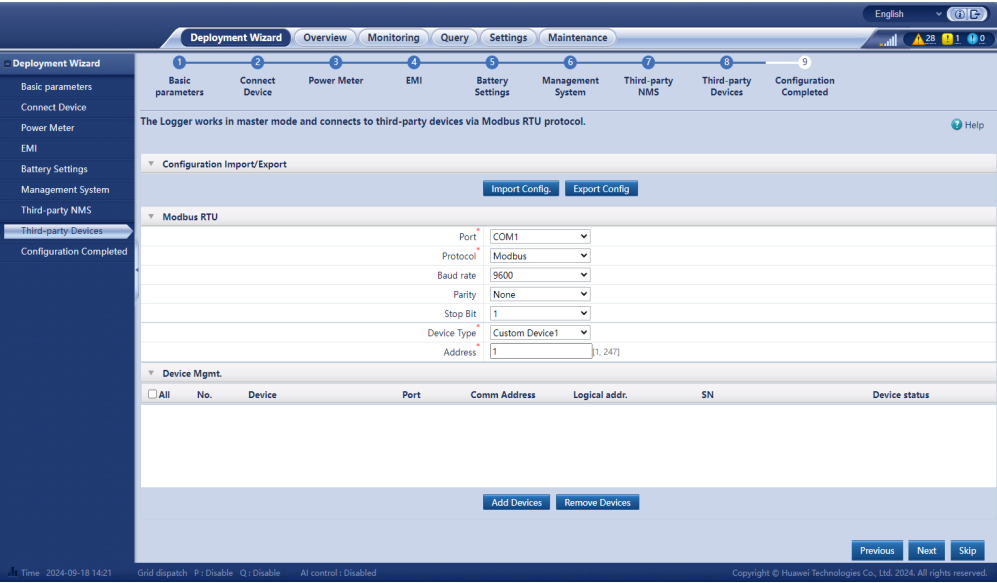 English
Deployment Wizard Overview Monitoring Query Settings Maintenance
28 1 0
Deployment Wizard
Basic parameters
Connect Device
Power Meter
EMI
Battery Settings
Management System
Third-party NMS
Third-party Devices
Configuration Completed
1 2 3 4 5 6 7 8 9
Basic parameters
Connect Device
Power Meter
EMI
Battery Settings
Management System
Third-party NMS
Third-party Devices
Configuration Completed
The Logger works in master mode and connects to third-party devices via Modbus RTU protocol.
Help
Configuration Import/Export
Import Config. Export Config
Modbus RTU
Port* COM1
Protocol* Modbus
Baud rate 9600
Parity None
Stop Bit 1
Device Type* Custom Device1
Address* 1 [1, 247]
Device Mgmt.
All No. Device Port Comm Address Logical addr. SN Device status
Add Devices Remove Devices
Previous Next Skip
Time 2024-09-18 14:21 Grid dispatch P : Disable Q : Disable AI control : Disabled Copyright © Huawei Technologies Co., Ltd. 2024. All rights reserved.